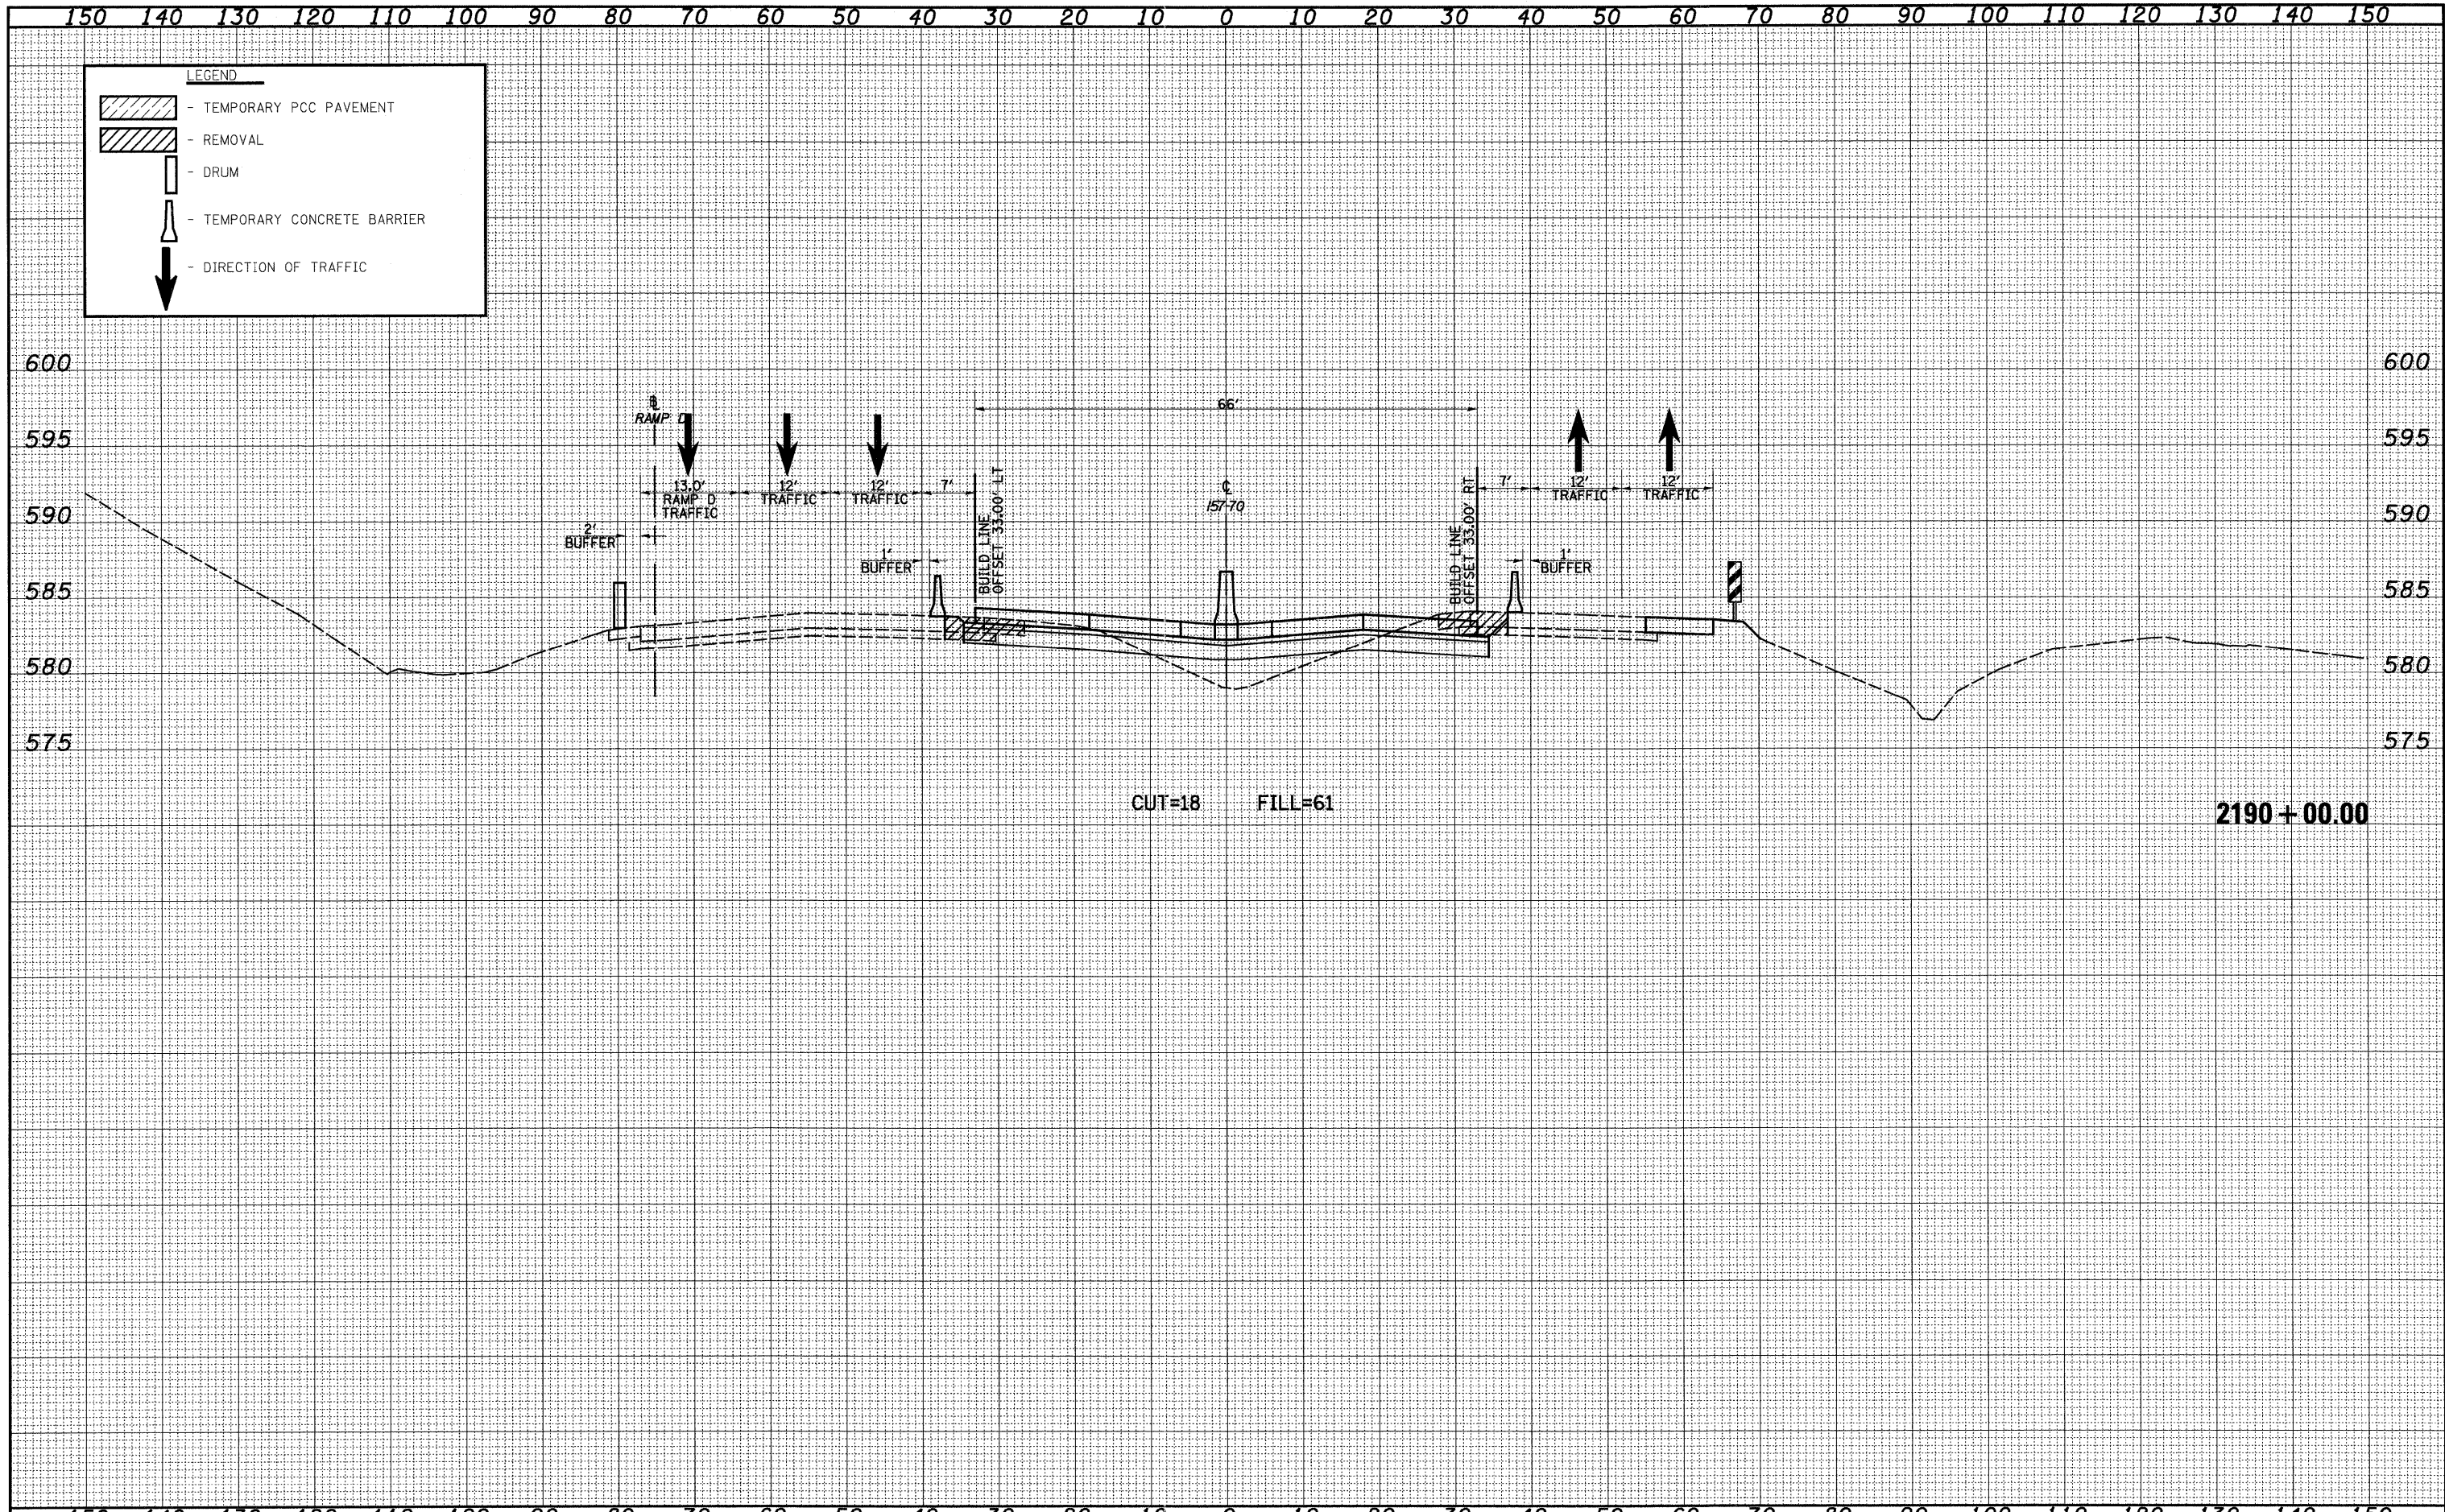 150 140 130 120 110 100 90 80 70 60 50 40 30 20 10 0 10 20 30 40 50 60 70 80 90 100 110 120 130 140 150
LEGEND
- TEMPORARY PCC PAVEMENT
- REMOVAL
- DRUM
- TEMPORARY CONCRETE BARRIER
- DIRECTION OF TRAFFIC
600 600
595 595
590 590
585 585
580 580
575 575
RAMP D
66'
13.0'
RAMP D
TRAFFIC
12'
TRAFFIC
12'
TRAFFIC
7'
BUILD LINE
OFFSET 33.00' LT
2'
BUFFER
1'
BUFFER
157-70
BUILD LINE
OFFSET 33.00' RT
7'
12'
TRAFFIC
12'
TRAFFIC
1'
BUFFER
CUT=18 FILL=61
2190+00.00